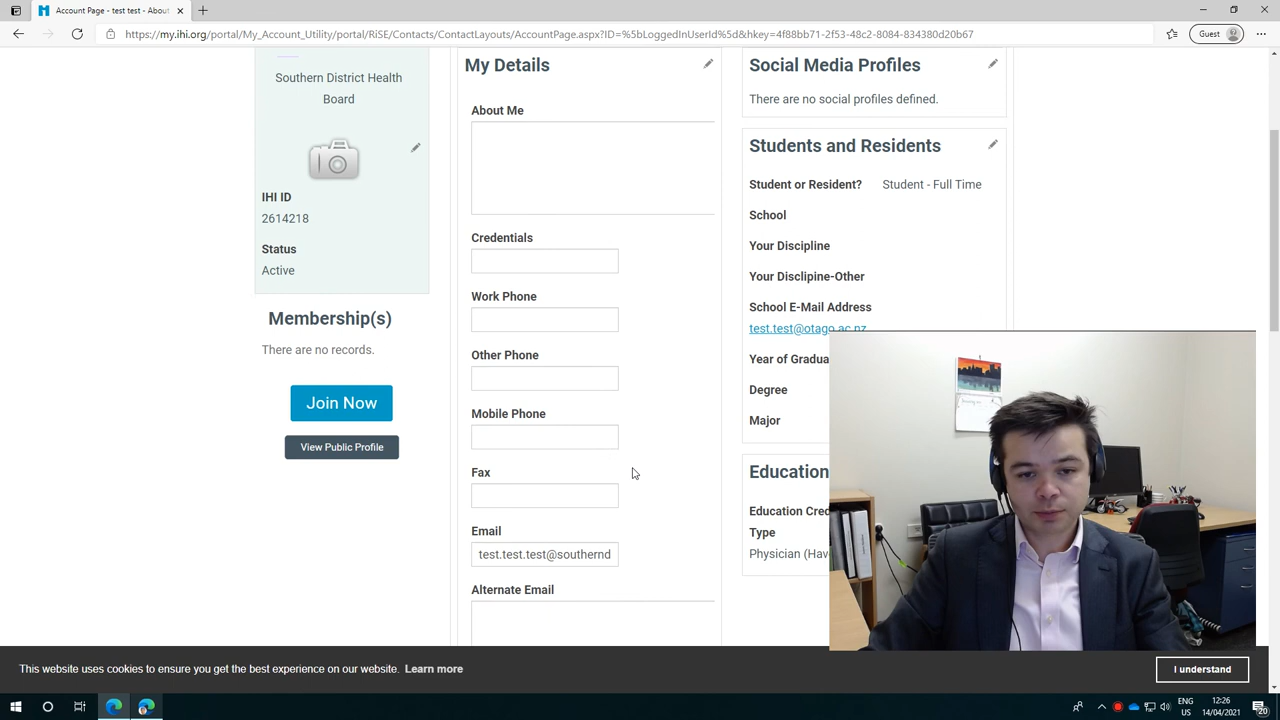 Account Page - test test - Abou
https://my.ihi.org/portal/My_Account_Utility/portal/RiSE/Contacts/ContactLayouts/AccountPage.aspx?ID=%5bLoggedInUserId%5d&hkey=4f88bb71-2f53-48c2-8084-834380d20b67
Guest
Southern District Health
Board
IHI ID
2614218
Status
Active
Membership(s)
There are no records.
Join Now
View Public Profile
My Details
About Me
Credentials
Work Phone
Other Phone
Mobile Phone
Fax
Email
test.test.test@southernd
Alternate Email
Social Media Profiles
There are no social profiles defined.
Students and Residents
Student or Resident? Student - Full Time
School
Your Discipline
Your Disclipine-Other
School E-Mail Address
test.test@otago.ac.nz
Year of Gradua
Degree
Major
Education
Education Cred
Type
Physician (Hav
This website uses cookies to ensure you get the best experience on our website. Learn more
I understand
ENG
US
12:26
14/04/2021
20